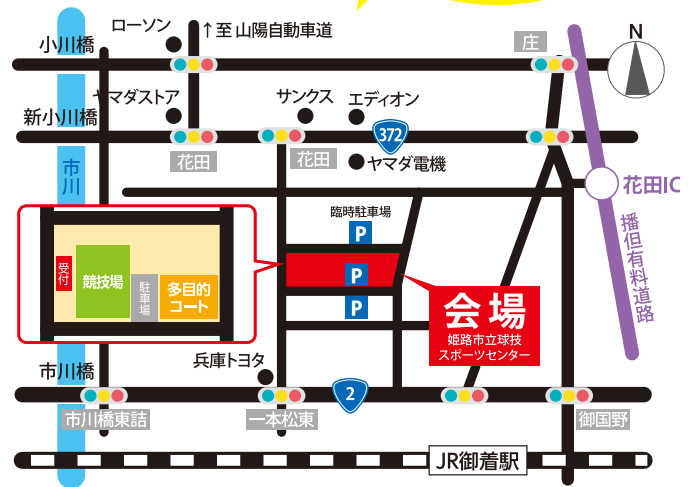 ローソン
↑至 山陽自動車道
小川橋
庄
N
ヤマダストア
サンクス
エディオン
新小川橋
372
花田
花田
ヤマダ電機
市川
花田IC
臨時駐車場
P
播但有料道路
受付
競技場
駐車場
多目的
コート
P
P
会場
姫路市立球技
スポーツセンター
兵庫トヨタ
市川橋
2
市川橋東詰
一本松東
御国野
JR御着駅